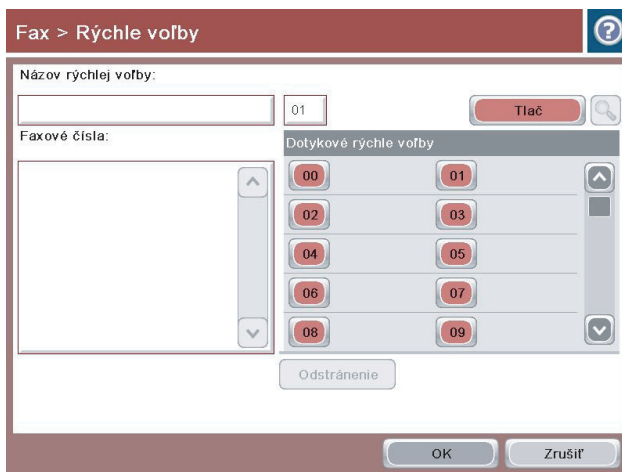 Fax > Rýchle voľby
?
Názov rýchlej voľby:
01
Tlač
Faxové čísla:
Dotykové rýchle voľby
00 01
02 03
04 05
06 07
08 09
Odstránenie
OK Zrušiť